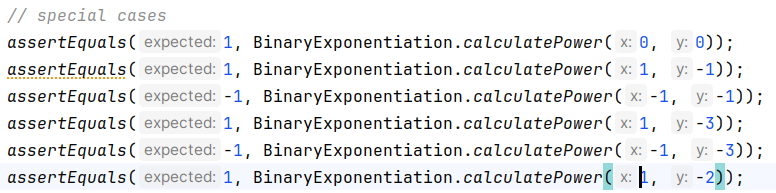 // special cases
assertEquals( expected: 1, BinaryExponentiation.calculatePower( x: 0, y: 0));
assertEquals( expected: 1, BinaryExponentiation.calculatePower( x: 1, y: -1));
assertEquals( expected: -1, BinaryExponentiation.calculatePower( x: -1, y: -1));
assertEquals( expected: 1, BinaryExponentiation.calculatePower( x: 1, y: -3));
assertEquals( expected: -1, BinaryExponentiation.calculatePower( x: -1, y: -3));
assertEquals( expected: 1, BinaryExponentiation.calculatePower( x: 1, y: -2));